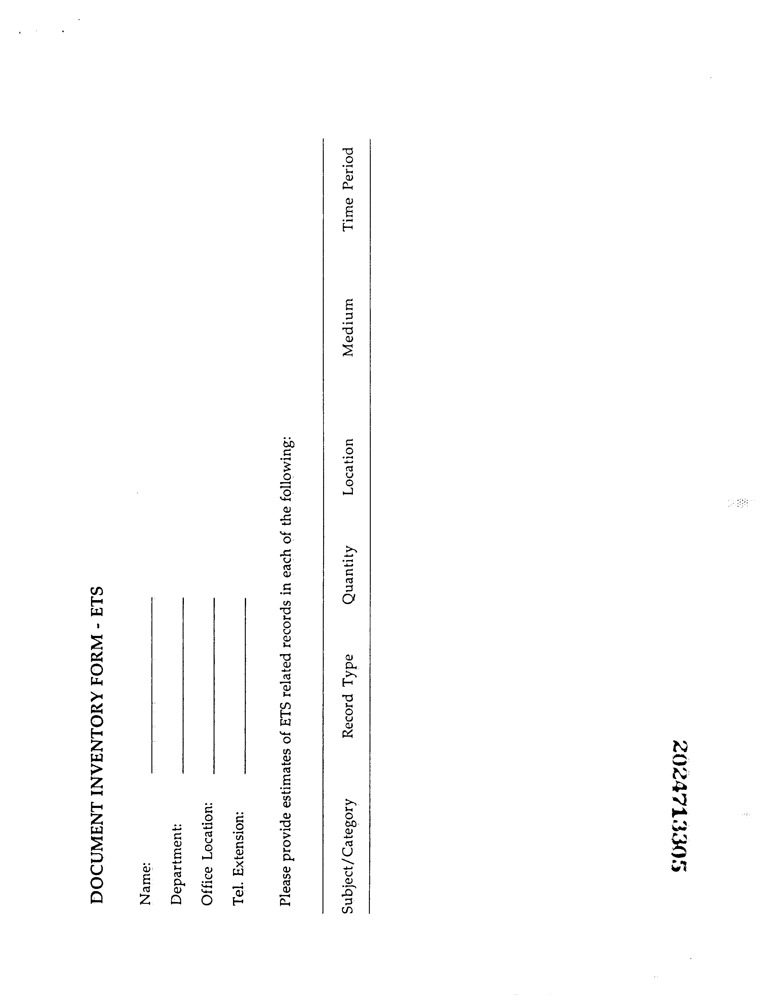 DOCUMENT INVENTORY FORM - ETS
Name:
Department:
Office Location:
Tel. Extension:
Please provide estimates of ETS related records in each of the following:
Subject/Category Record Type Quantity Location Medium Time Period
2024713305